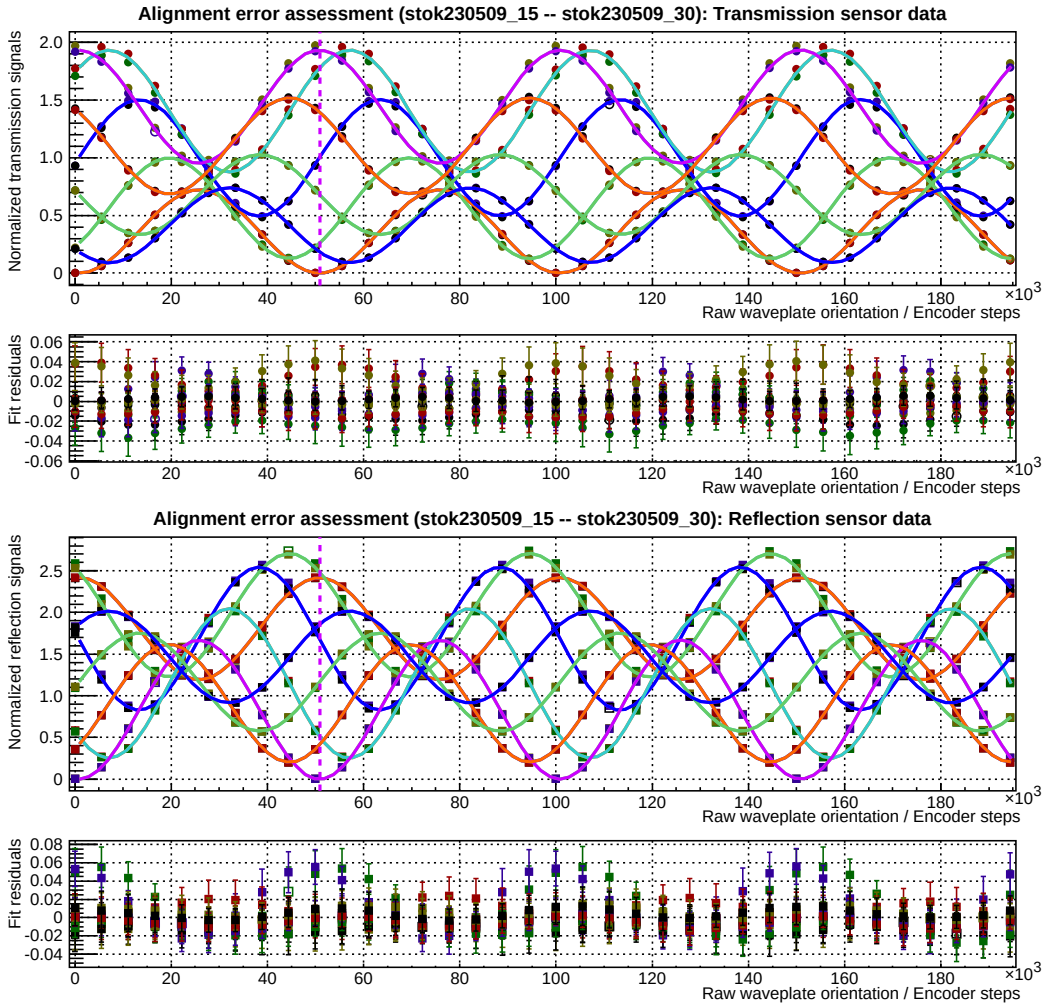 Alignment error assessment (stok230509_15 -- stok230509_30): Transmission sensor data
Normalized transmission signals
2.0
1.5
1.0
0.5
0
0 20 40 60 80 100 120 140 160 180
×10³
Raw waveplate orientation / Encoder steps
Fit residuals
0.06
0.04
0.02
0
-0.02
-0.04
-0.06
0 20 40 60 80 100 120 140 160 180
×10³
Raw waveplate orientation / Encoder steps
Alignment error assessment (stok230509_15 -- stok230509_30): Reflection sensor data
Normalized reflection signals
2.5
2.0
1.5
1.0
0.5
0
0 20 40 60 80 100 120 140 160 180
×10³
Raw waveplate orientation / Encoder steps
Fit residuals
0.08
0.06
0.04
0.02
0
-0.02
-0.04
0 20 40 60 80 100 120 140 160 180
×10³
Raw waveplate orientation / Encoder steps